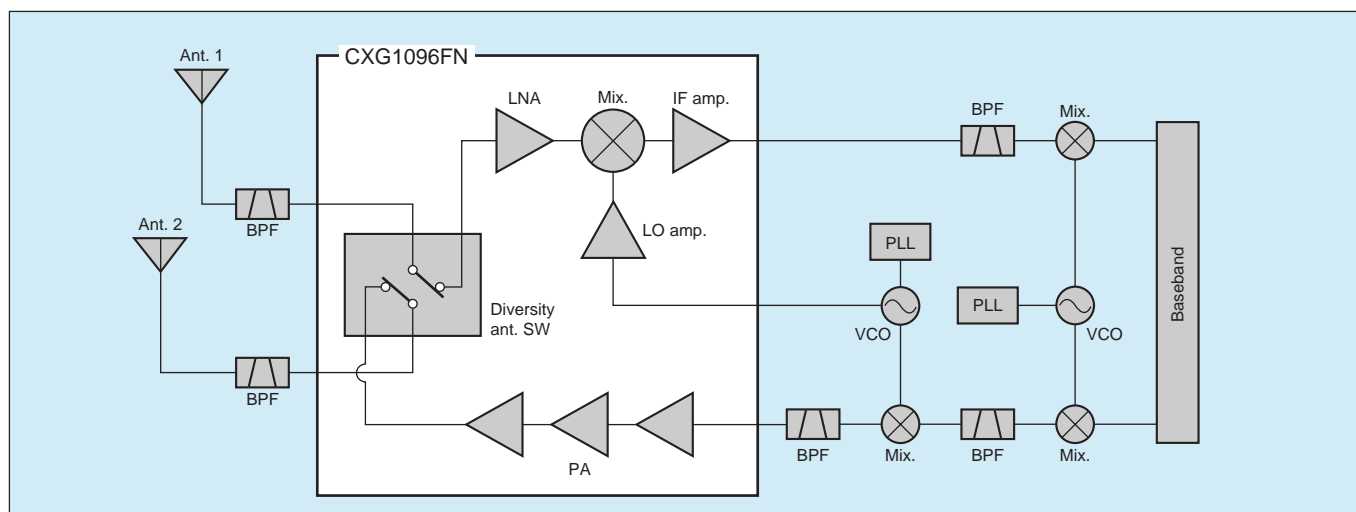 CXG1096FN
Ant. 1
LNA
Mix.
IF amp.
BPF
Mix.
Ant. 2
BPF
LO amp.
PLL
PLL
Baseband
Diversity
ant. SW
VCO
VCO
BPF
PA
BPF
Mix.
BPF
Mix.